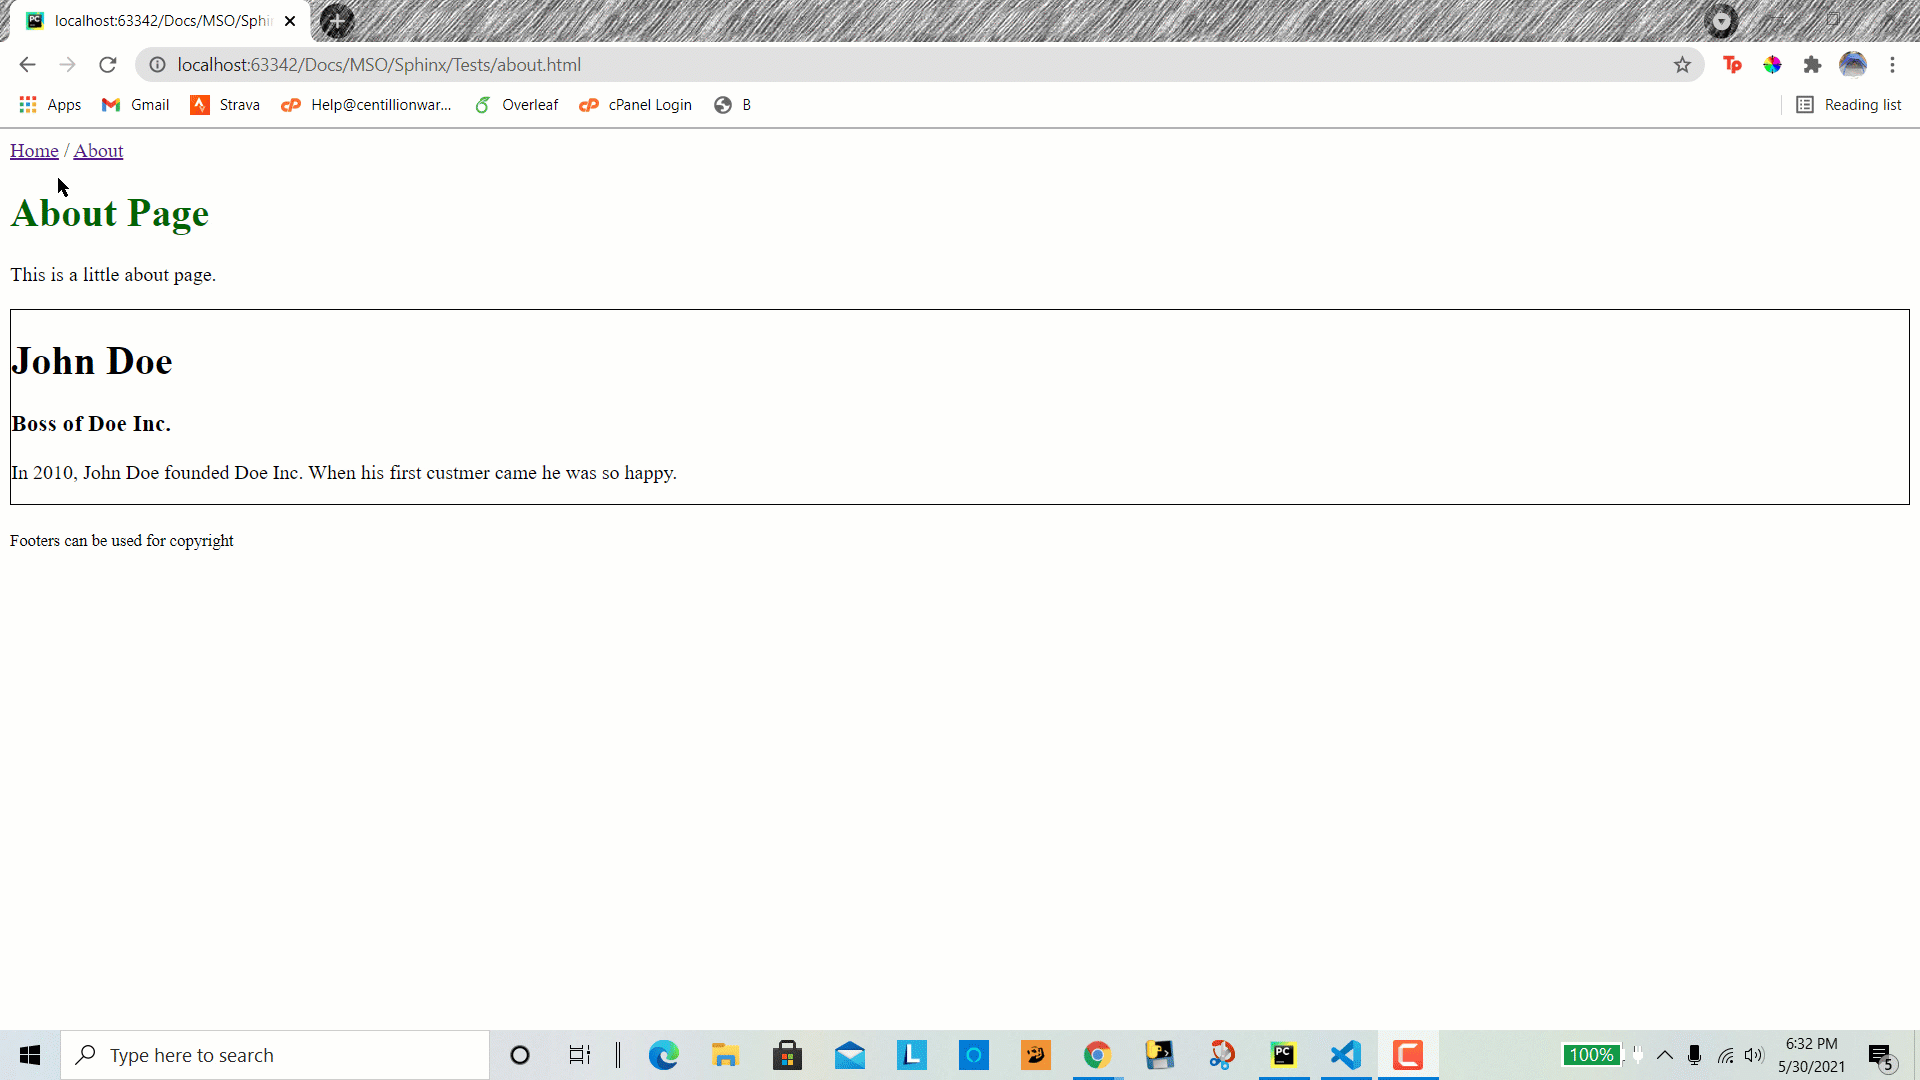 localhost:63342/Docs/MSO/Sphin
localhost:63342/Docs/MSO/Sphinx/Tests/about.html
Tp
Apps Gmail Strava Help@centillionwar... Overleaf cPanel Login B Reading list
Home / About
About Page
This is a little about page.
John Doe
Boss of Doe Inc.
In 2010, John Doe founded Doe Inc. When his first custmer came he was so happy.
Footers can be used for copyright
Type here to search
100%
6:32 PM
5/30/2021
5